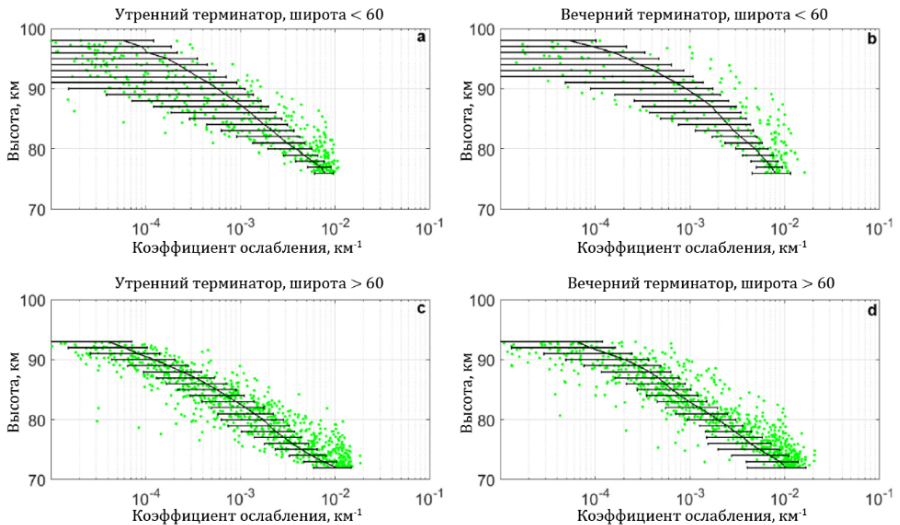 Утренний терминатор, широта < 60
a
100
90
80
70
Высота, км
10-4
10-3
10-2
10-1
Коэффициент ослабления, км-1
Вечерний терминатор, широта < 60
b
100
90
80
70
Высота, км
10-4
10-3
10-2
10-1
Коэффициент ослабления, км-1
Утренний терминатор, широта > 60
c
100
90
80
70
Высота, км
10-4
10-3
10-2
10-1
Коэффициент ослабления, км-1
Вечерний терминатор, широта > 60
d
100
90
80
70
Высота, км
10-4
10-3
10-2
10-1
Коэффициент ослабления, км-1